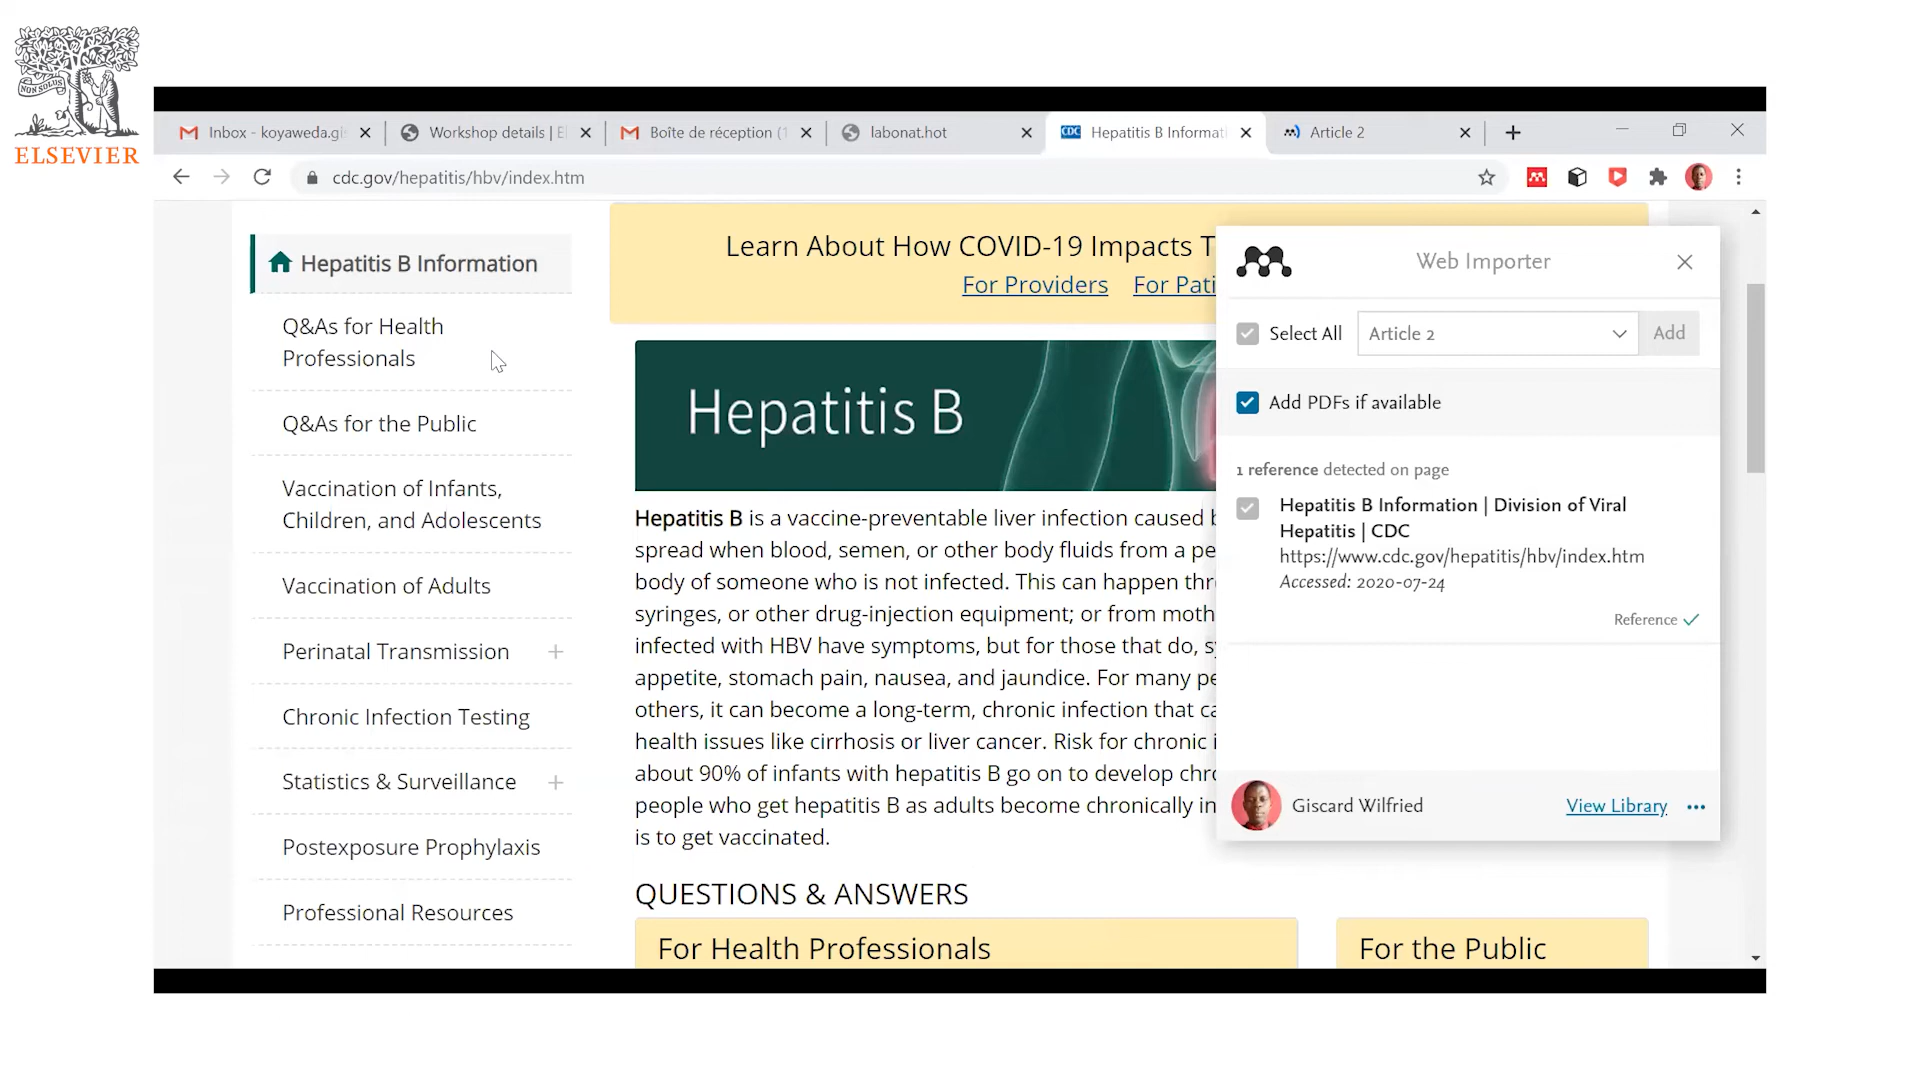 NON SOLUS
ELSEVIER
Inbox - koyaweda.gi
Workshop details | El
Boîte de réception (1
labonat.hot
CDC
Hepatitis B Informati
Article 2
cdc.gov/hepatitis/hbv/index.htm
Hepatitis B Information
Q&As for Health
Professionals
Q&As for the Public
Vaccination of Infants,
Children, and Adolescents
Vaccination of Adults
Perinatal Transmission
Chronic Infection Testing
Statistics & Surveillance
Postexposure Prophylaxis
Professional Resources
Learn About How COVID-19 Impacts T
For Providers For Pati
Hepatitis B
Hepatitis B is a vaccine-preventable liver infection caused
spread when blood, semen, or other body fluids from a pe
body of someone who is not infected. This can happen thr
syringes, or other drug-injection equipment; or from moth
infected with HBV have symptoms, but for those that do, sy
appetite, stomach pain, nausea, and jaundice. For many pe
others, it can become a long-term, chronic infection that ca
health issues like cirrhosis or liver cancer. Risk for chronic i
about 90% of infants with hepatitis B go on to develop chr
people who get hepatitis B as adults become chronically in
is to get vaccinated.
QUESTIONS & ANSWERS
For Health Professionals
For the Public
Web Importer
Select All
Article 2
Add
Add PDFs if available
1 reference detected on page
Hepatitis B Information | Division of Viral
Hepatitis | CDC
https://www.cdc.gov/hepatitis/hbv/index.htm
Accessed: 2020-07-24
Reference
Giscard Wilfried
View Library